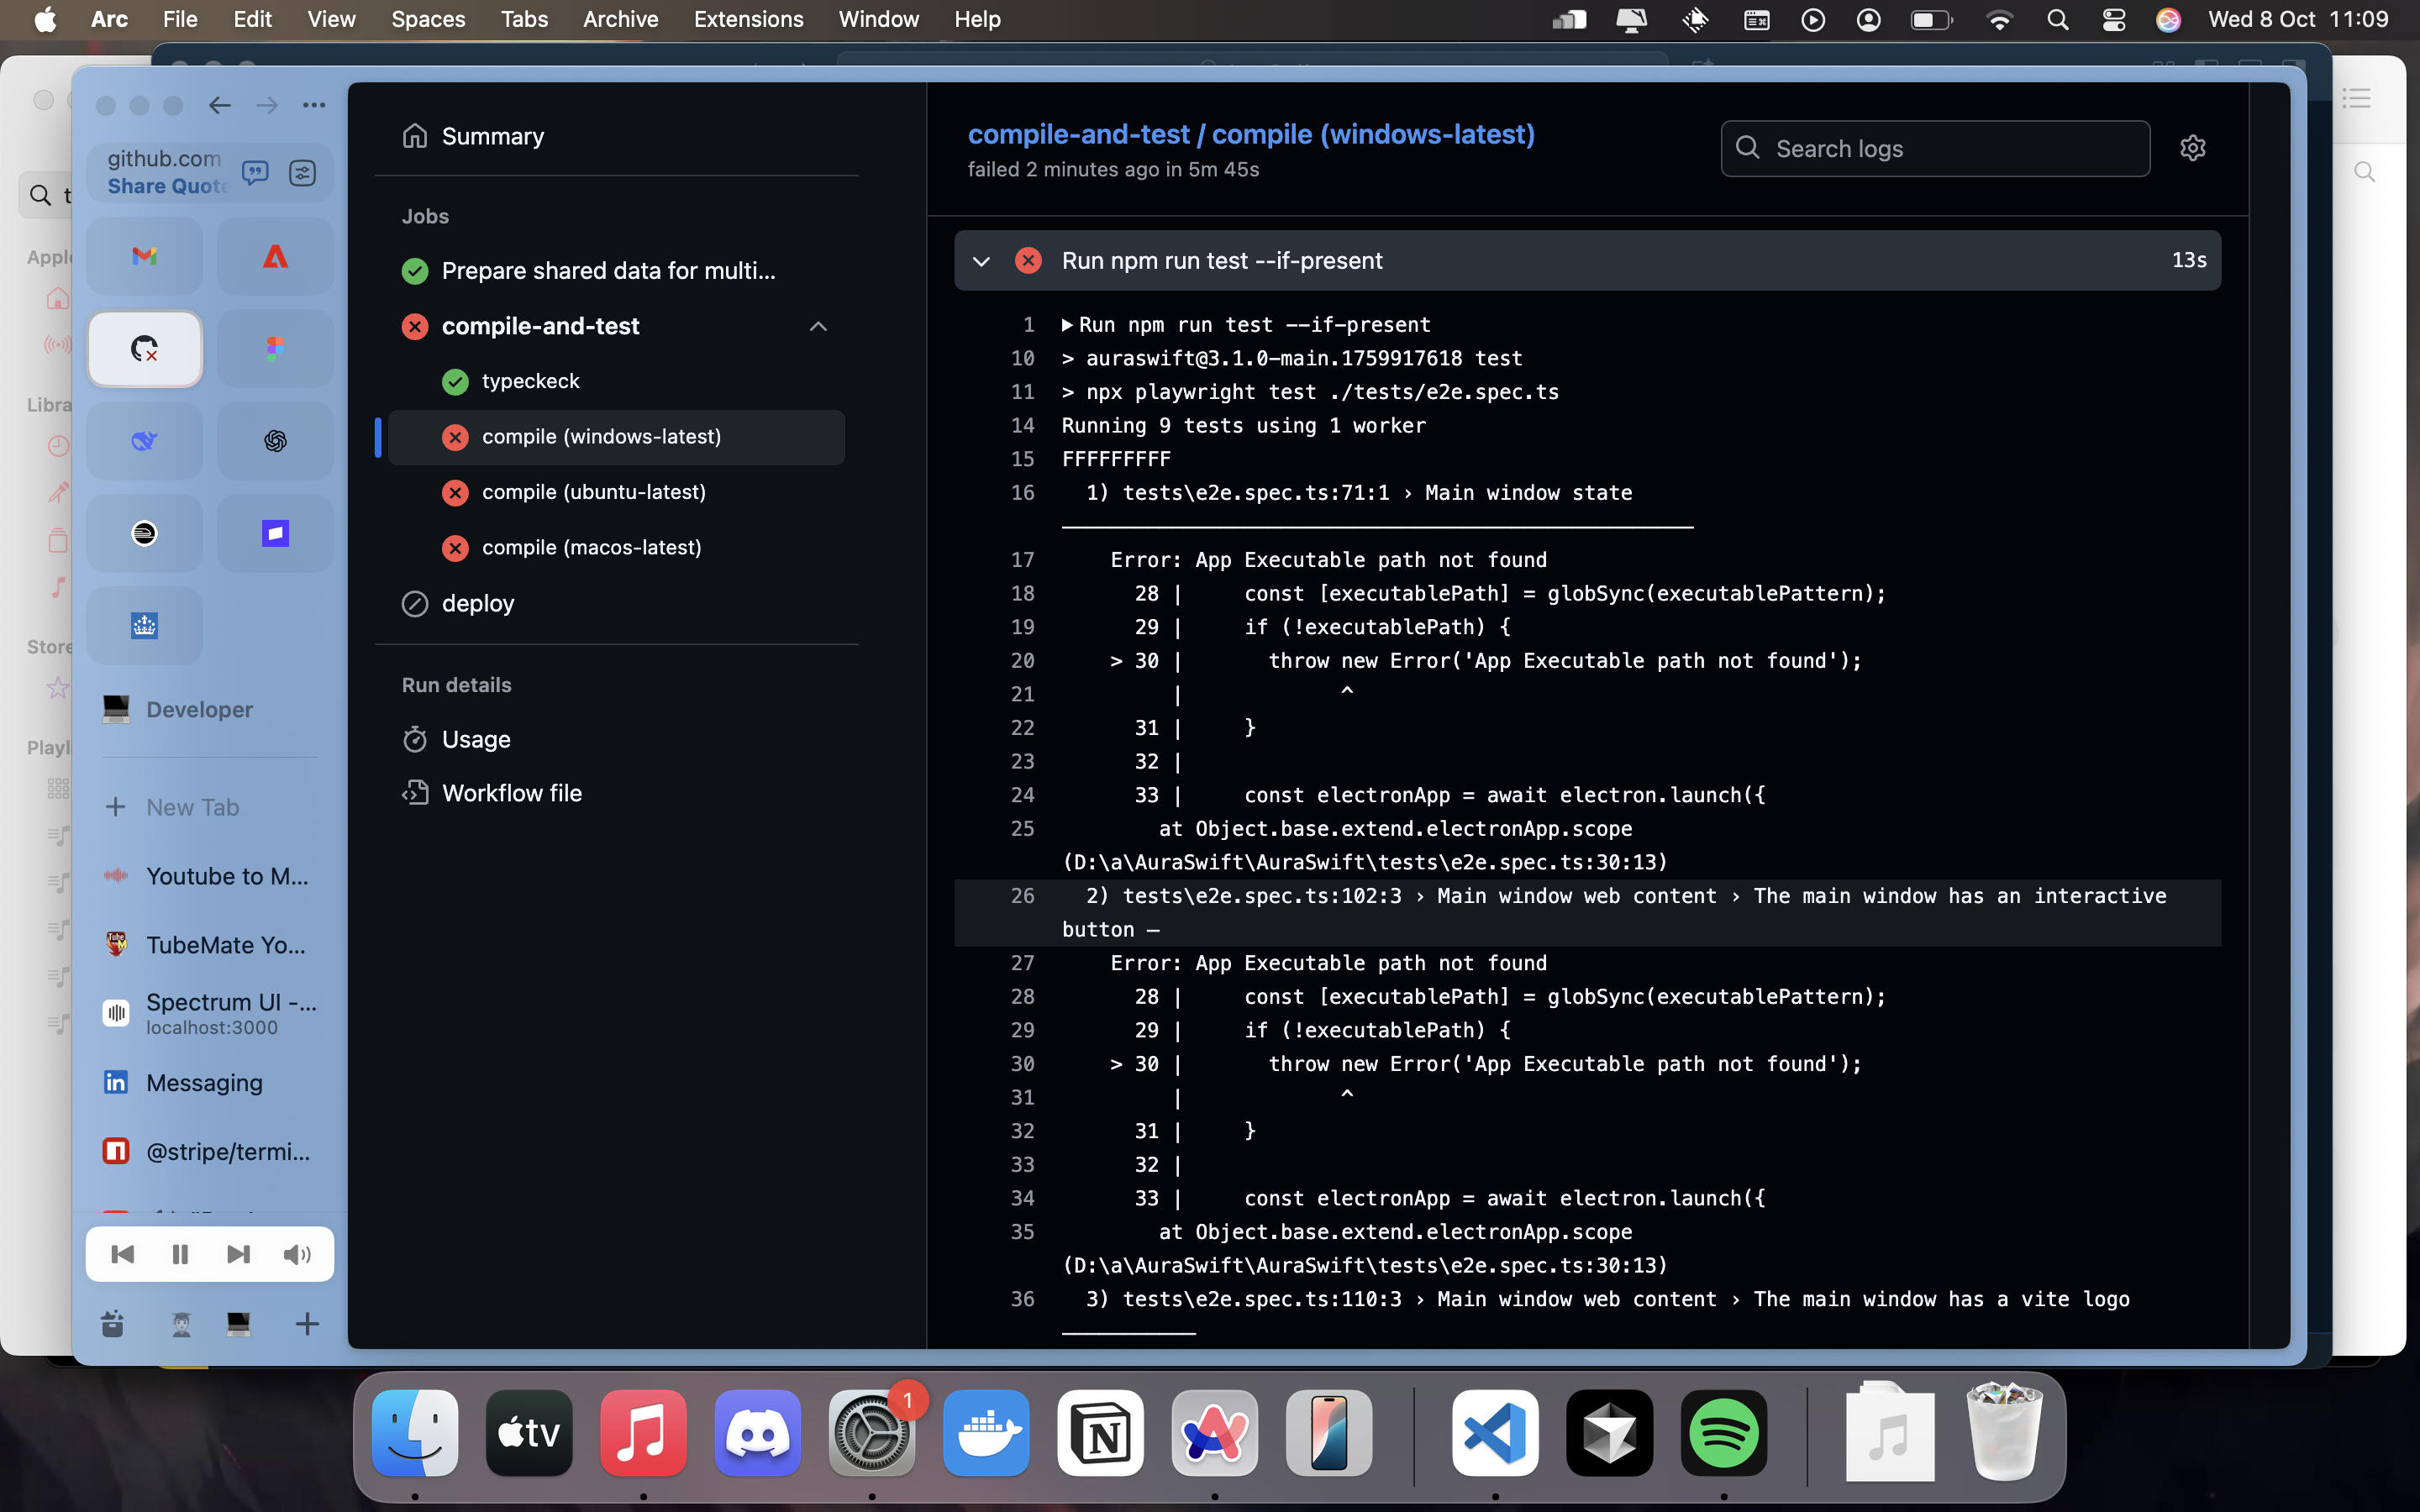 Arc File Edit View Spaces Tabs Archive Extensions Window Help Wed 8 Oct 11:09
github.com
Share Quote
Apple
Library
Store
Developer
New Tab
Youtube to M...
TubeMate Yo...
Spectrum UI -...
localhost:3000
Messaging
@stripe/termi...
Summary
Jobs
Prepare shared data for multi...
compile-and-test
typeckeck
compile (windows-latest)
compile (ubuntu-latest)
compile (macos-latest)
deploy
Run details
Usage
Workflow file
compile-and-test / compile (windows-latest)
failed 2 minutes ago in 5m 45s
Search logs
Run npm run test --if-present 13s
1 ▶Run npm run test --if-present
10 > auraswift@3.1.0-main.1759917618 test
11 > npx playwright test ./tests/e2e.spec.ts
14 Running 9 tests using 1 worker
15 FFFFFFFFF
16 1) tests\e2e.spec.ts:71:1 › Main window state
17 Error: App Executable path not found
18 28 | const [executablePath] = globSync(executablePattern);
19 29 | if (!executablePath) {
20 > 30 | throw new Error('App Executable path not found');
21 | ^
22 31 | }
23 32 |
24 33 | const electronApp = await electron.launch({
25 at Object.base.extend.electronApp.scope
(D:\a\AuraSwift\AuraSwift\tests\e2e.spec.ts:30:13)
26 2) tests\e2e.spec.ts:102:3 › Main window web content › The main window has an interactive
button —
27 Error: App Executable path not found
28 28 | const [executablePath] = globSync(executablePattern);
29 29 | if (!executablePath) {
30 > 30 | throw new Error('App Executable path not found');
31 | ^
32 31 | }
33 32 |
34 33 | const electronApp = await electron.launch({
35 at Object.base.extend.electronApp.scope
(D:\a\AuraSwift\AuraSwift\tests\e2e.spec.ts:30:13)
36 3) tests\e2e.spec.ts:110:3 › Main window web content › The main window has a vite logo
tv
1